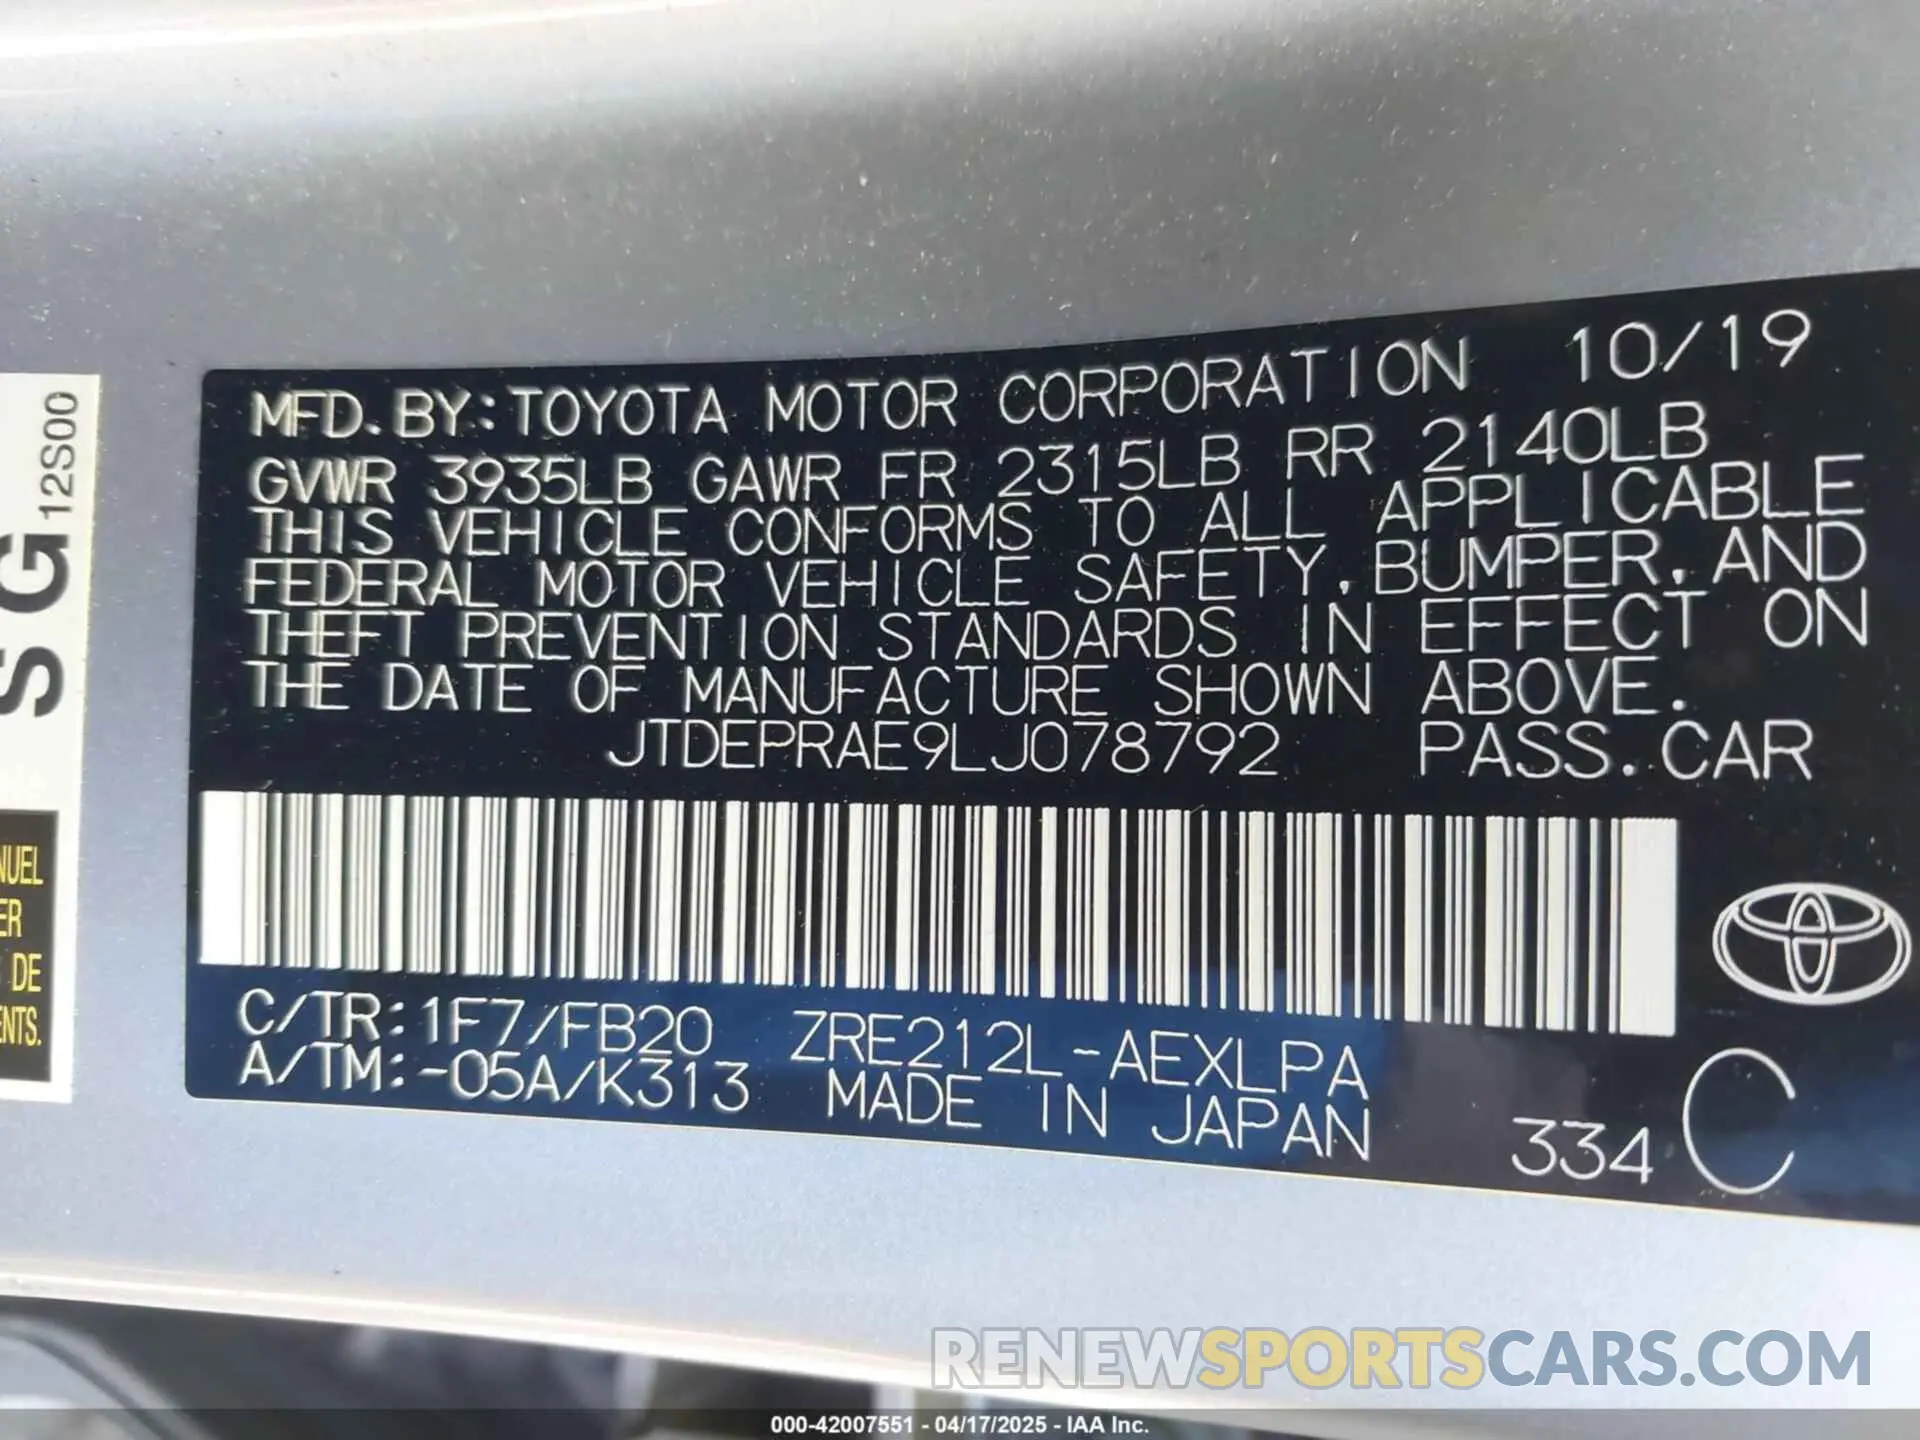 MFD. BY: TOYOTA MOTOR CORPORATION 10/19
GVWR 3935LB GAWR FR 2315LB RR 2140LB
THIS VEHICLE CONFORMS TO ALL APPLICABLE
FEDERAL MOTOR VEHICLE SAFETY, BUMPER, AND
THEFT PREVENTION STANDARDS IN EFFECT ON
THE DATE OF MANUFACTURE SHOWN ABOVE.
JTDEPRAE9LJ078792 PASS. CAR
C/TR: 1F7/FB20 ZRE212L-AEXLPA
A/TM: -05A/K313 MADE IN JAPAN 334 C
SG 12S00
NUEL
ER
DE
ENTS.
RENEWSPORTSCARS.COM
000-42007551 - 04/17/2025 - IAA Inc.